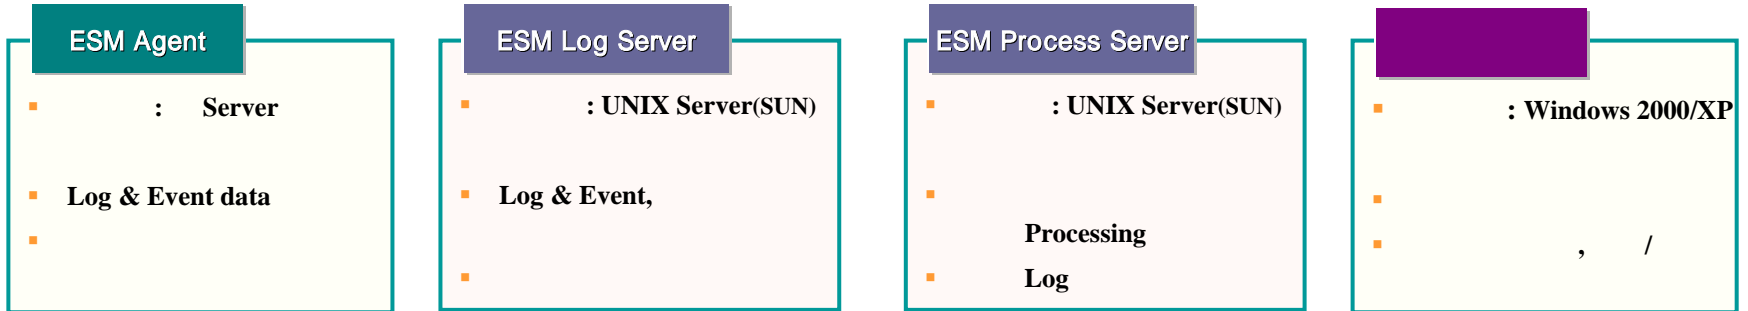 ESM Agent
: Server
Log & Event data
ESM Log Server
: UNIX Server(SUN)
Log & Event,
ESM Process Server
: UNIX Server(SUN)
Processing
Log
: Windows 2000/XP
, /